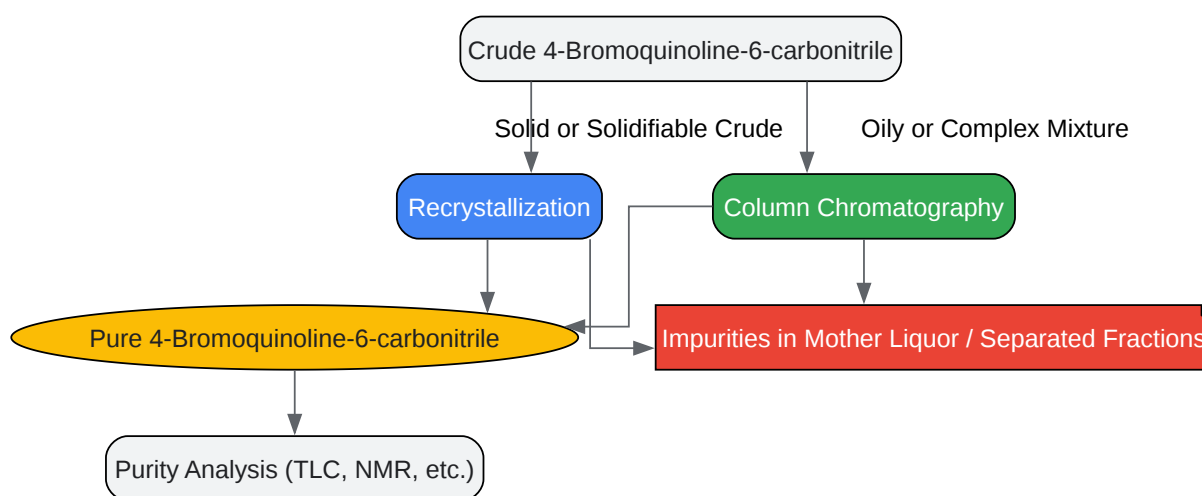 Crude 4-Bromoquinoline-6-carbonitrile
Solid or Solidifiable Crude
Oily or Complex Mixture
Recrystallization
Column Chromatography
Pure 4-Bromoquinoline-6-carbonitrile
Impurities in Mother Liquor / Separated Fractions
Purity Analysis (TLC, NMR, etc.)